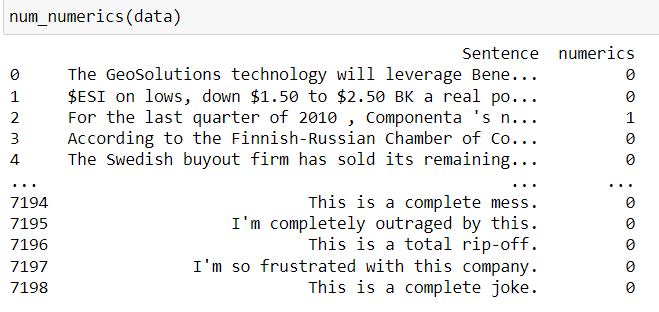 num_numerics(data)
Sentence numerics
0 The GeoSolutions technology will leverage Bene... 0
1 $ESI on lows, down $1.50 to $2.50 BK a real po... 0
2 For the last quarter of 2010 , Componenta 's n... 1
3 According to the Finnish-Russian Chamber of Co... 0
4 The Swedish buyout firm has sold its remaining... 0
... ... ...
7194 This is a complete mess. 0
7195 I'm completely outraged by this. 0
7196 This is a total rip-off. 0
7197 I'm so frustrated with this company. 0
7198 This is a complete joke. 0